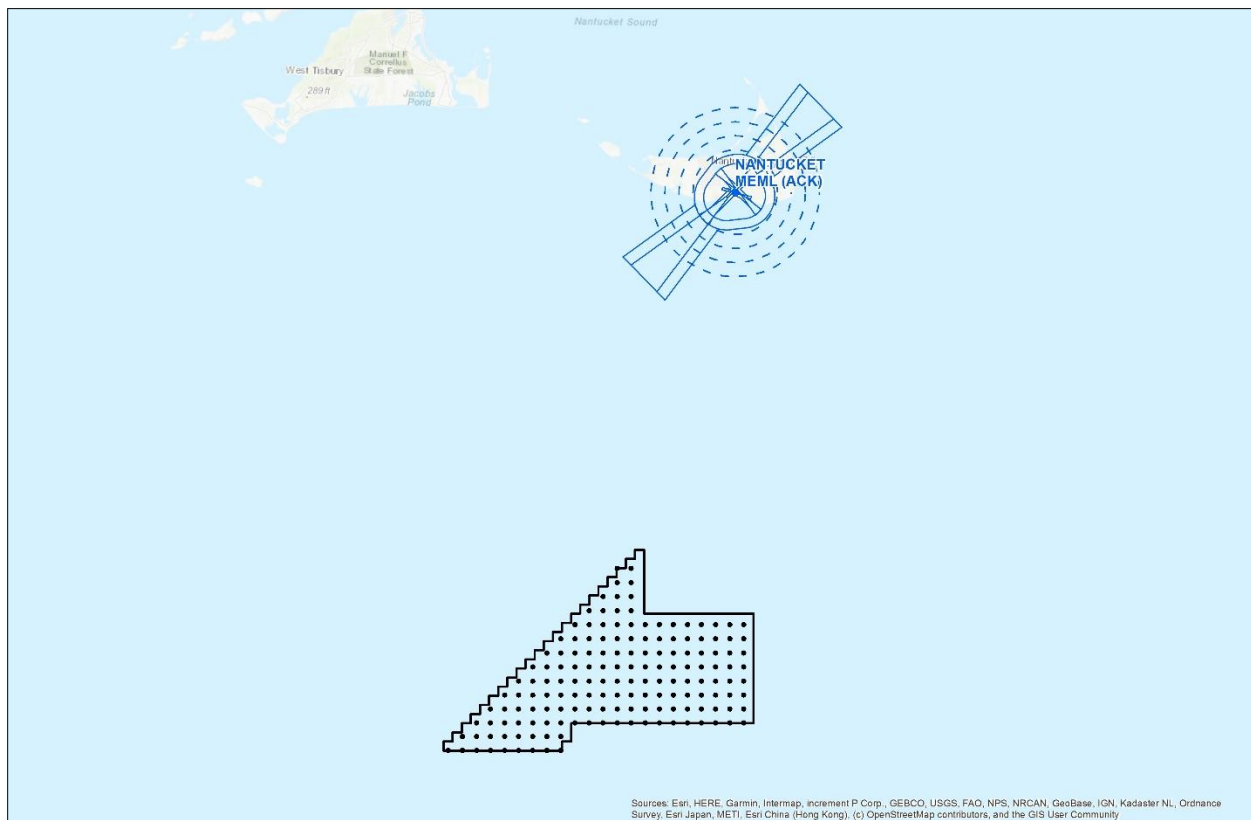 Nantucket Sound
Manuel F
Correllus
State Forest
West Tisbury
289 ft
Jacobs
Pond
NANTUCKET
MEML (ACK)
Sources: Esri, HERE, Garmin, Intermap, increment P Corp., GEBCO, USGS, FAO, NPS, NRCAN, GeoBase, IGN, Kadaster NL, Ordnance
Survey, Esri Japan, METI, Esri China (Hong Kong), (c) OpenStreetMap contributors, and the GIS User Community